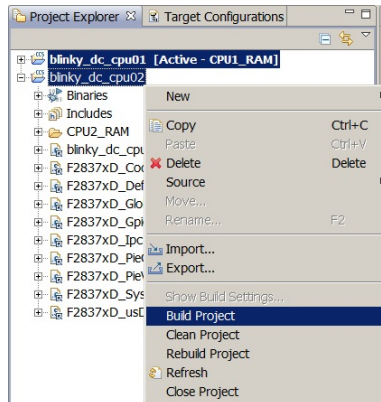 Project Explorer Target Configurations
blinky_dc_cpu01 [Active - CPU1_RAM]
blinky_dc_cpu02
Binaries
Includes
CPU2_RAM
blinky_dc_cpu
F2837xD_Coc
F2837xD_Def
F2837xD_Glo
F2837xD_Gpi
F2837xD_Ipc
F2837xD_Pie
F2837xD_PieV
F2837xD_Sys
F2837xD_usD
New
Copy Ctrl+C
Paste Ctrl+V
Delete Delete
Source
Move...
Rename... F2
Import...
Export...
Show Build Settings...
Build Project
Clean Project
Rebuild Project
Refresh
Close Project